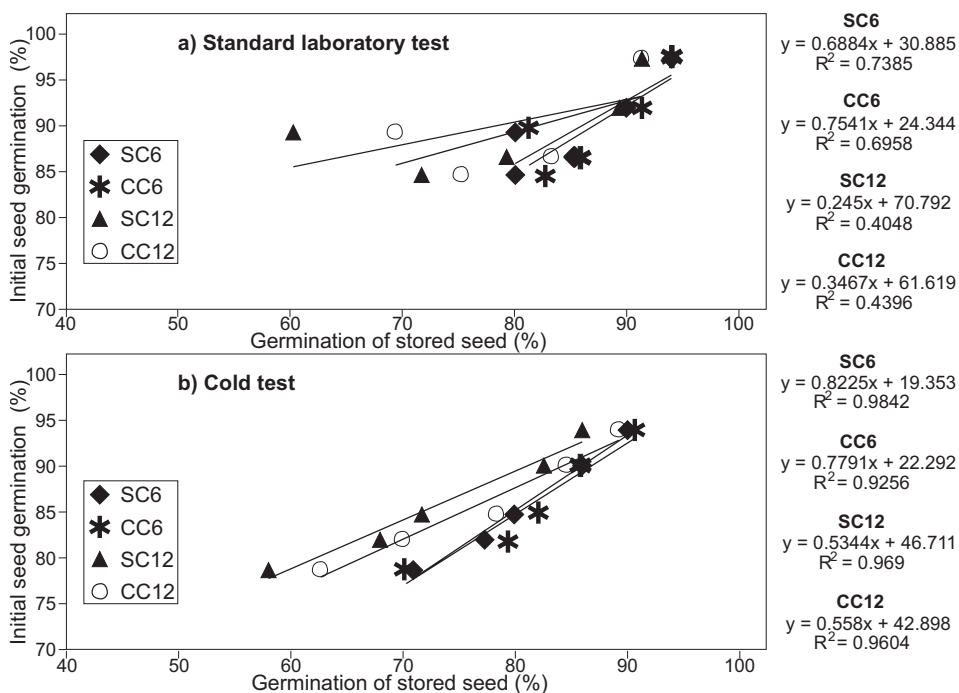 a) Standard laboratory test
Initial seed germination (%)
100
95
90
85
80
75
70
SC6
CC6
SC12
CC12
40
50
60
70
80
90
100
Germination of stored seed (%)
SC6
y = 0.6884x + 30.885
R² = 0.7385
CC6
y = 0.7541x + 24.344
R² = 0.6958
SC12
y = 0.245x + 70.792
R² = 0.4048
CC12
y = 0.3467x + 61.619
R² = 0.4396
b) Cold test
Initial seed germination (%)
100
95
90
85
80
75
70
SC6
CC6
SC12
CC12
40
50
60
70
80
90
100
Germination of stored seed (%)
SC6
y = 0.8225x + 19.353
R² = 0.9842
CC6
y = 0.7791x + 22.292
R² = 0.9256
SC12
y = 0.5344x + 46.711
R² = 0.969
CC12
y = 0.558x + 42.898
R² = 0.9604